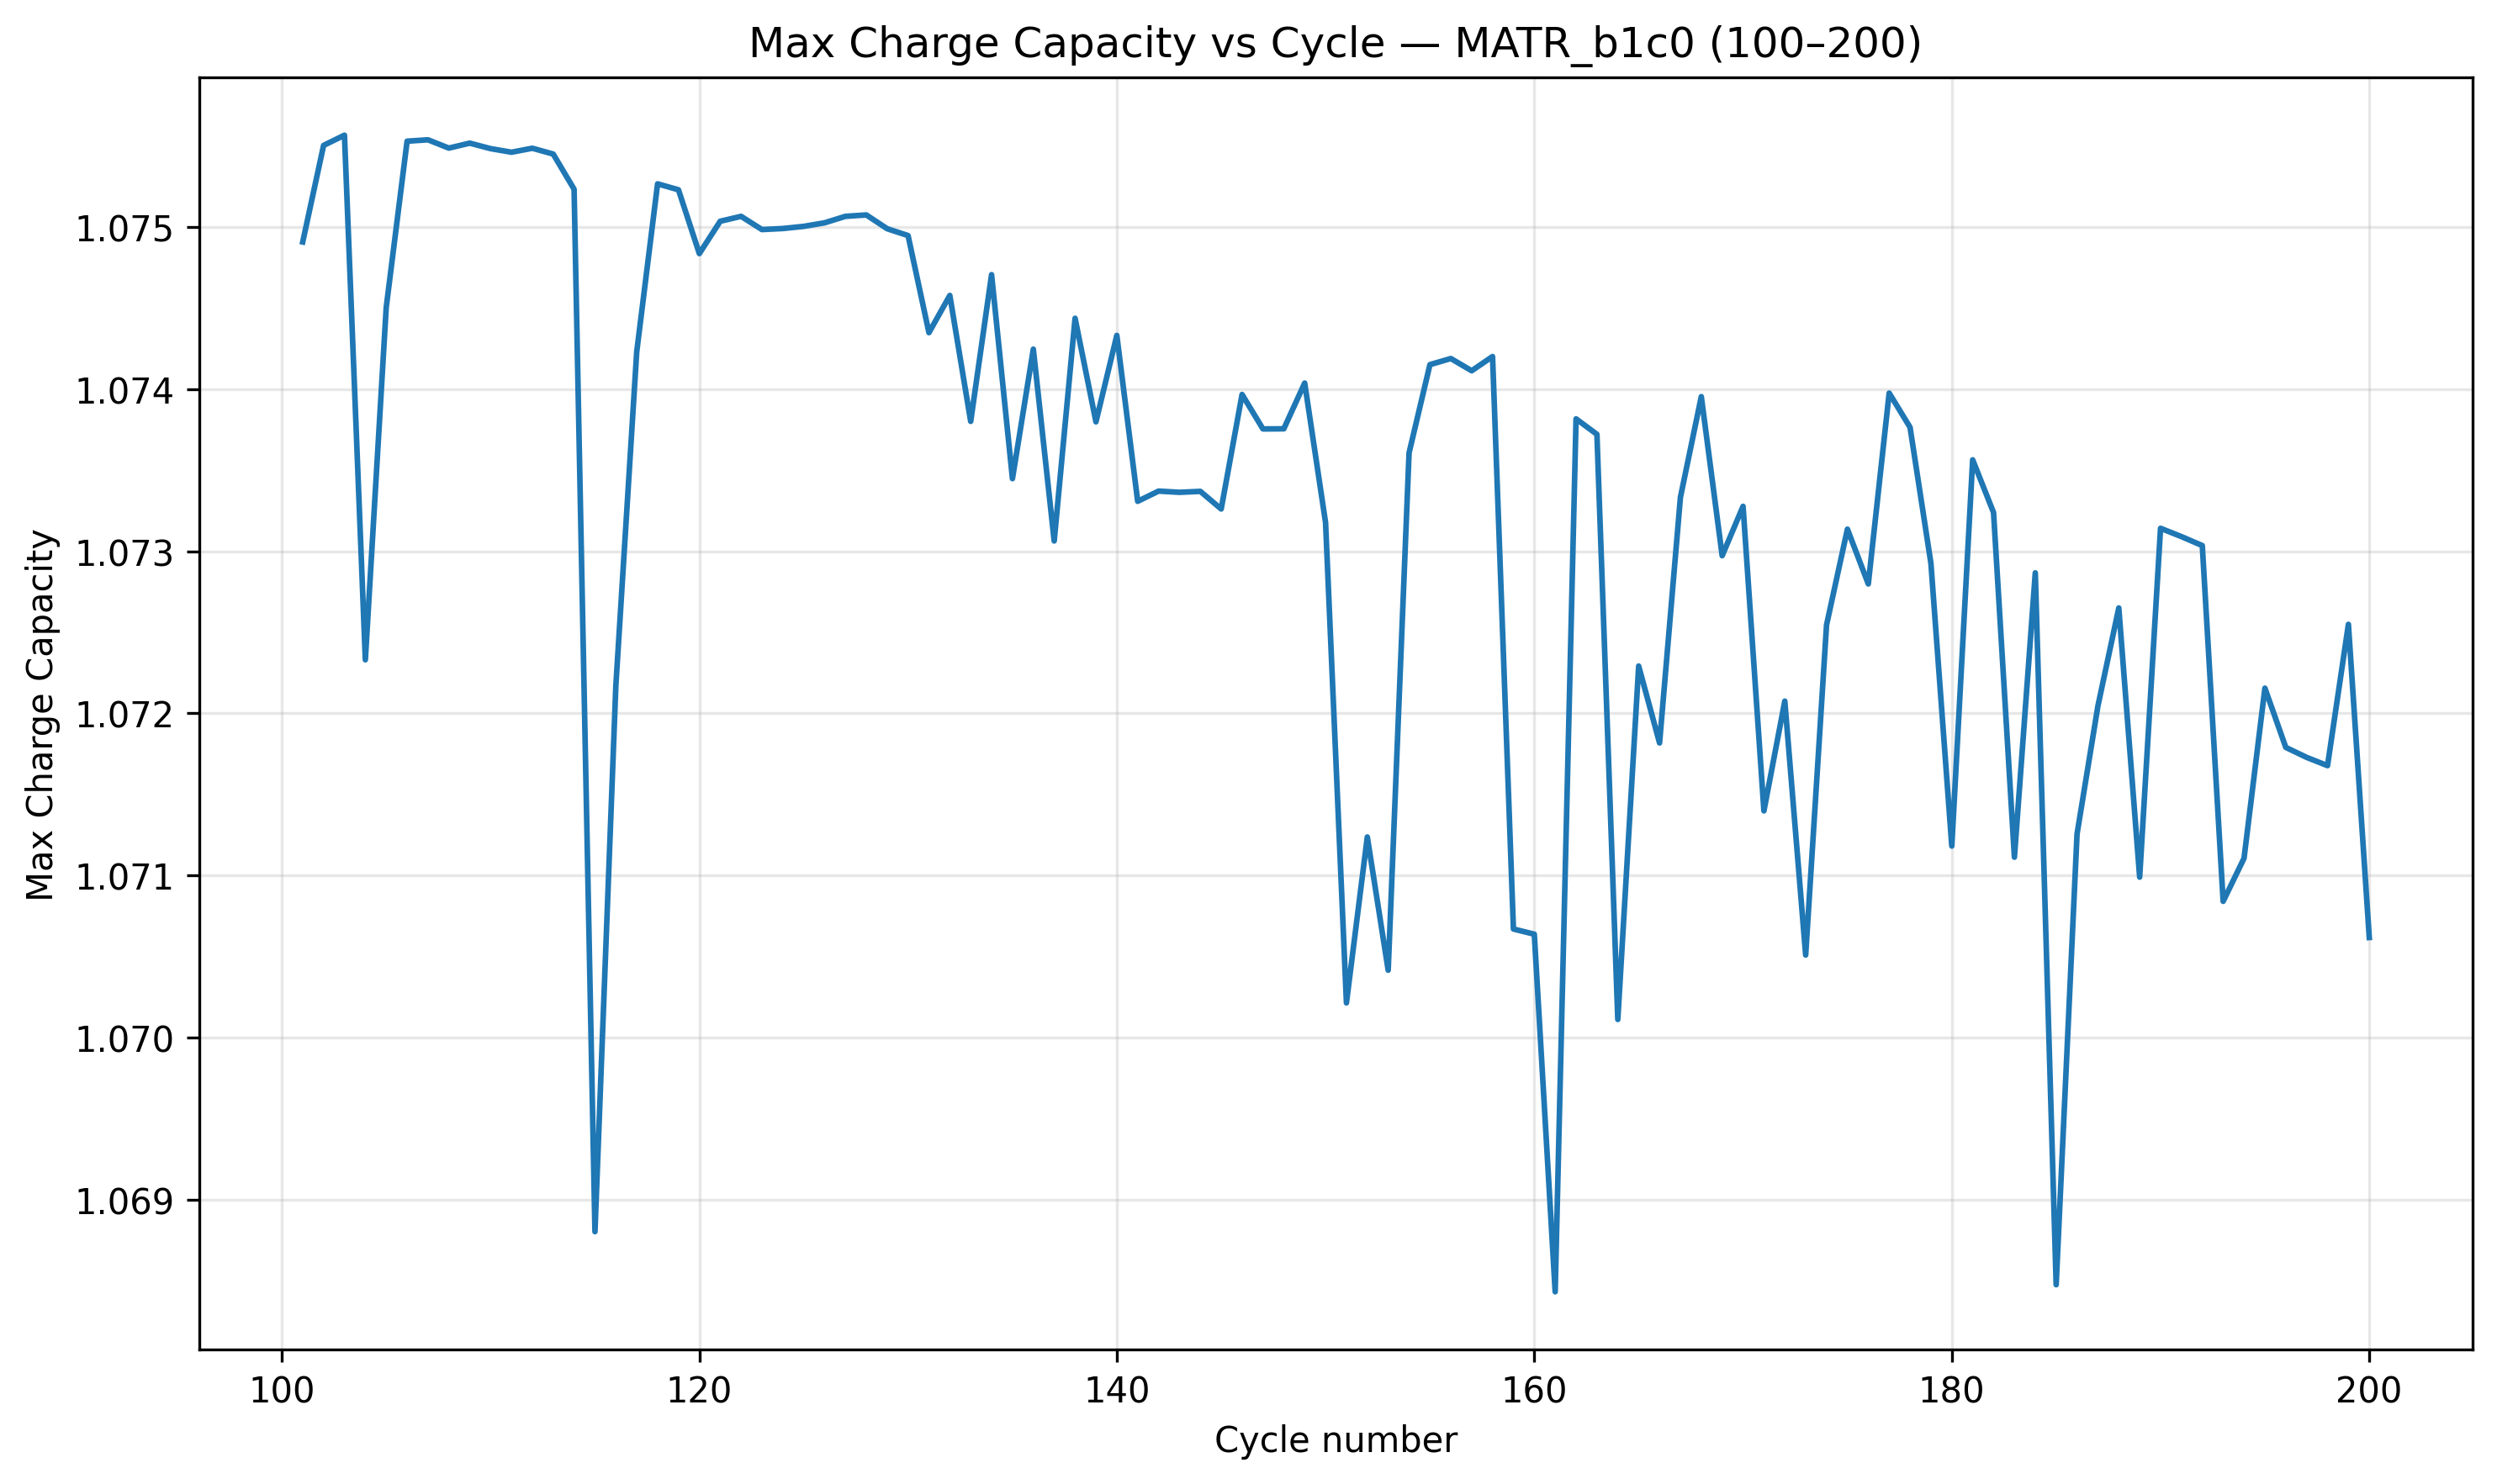 Max Charge Capacity vs Cycle — MATR_b1c0 (100–200)
Max Charge Capacity
1.075
1.074
1.073
1.072
1.071
1.070
1.069
100 120 140 160 180 200
Cycle number